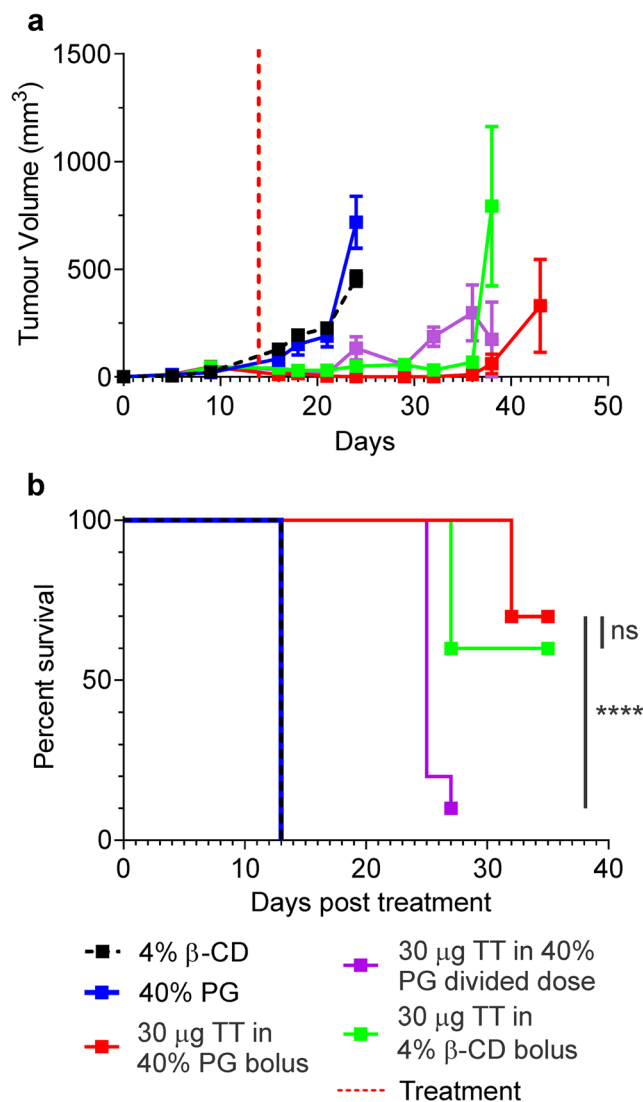 a
1500
1000
500
0
Tumour Volume (mm³)
0 10 20 30 40 50
Days
b
100
50
0
Percent survival
ns
****
0 10 20 30 40
Days post treatment
4% β-CD
40% PG
30 μg TT in
40% PG bolus
30 μg TT in 40%
PG divided dose
30 μg TT in
4% β-CD bolus
Treatment